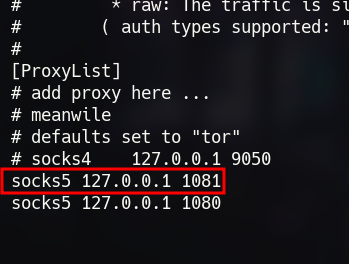 #         * raw: The traffic is
#        ( auth types supported: "
#
[ProxyList]
# add proxy here ...
# meanwile
# defaults set to "tor"
# socks4    127.0.0.1 9050
socks5 127.0.0.1 1081
socks5 127.0.0.1 1080